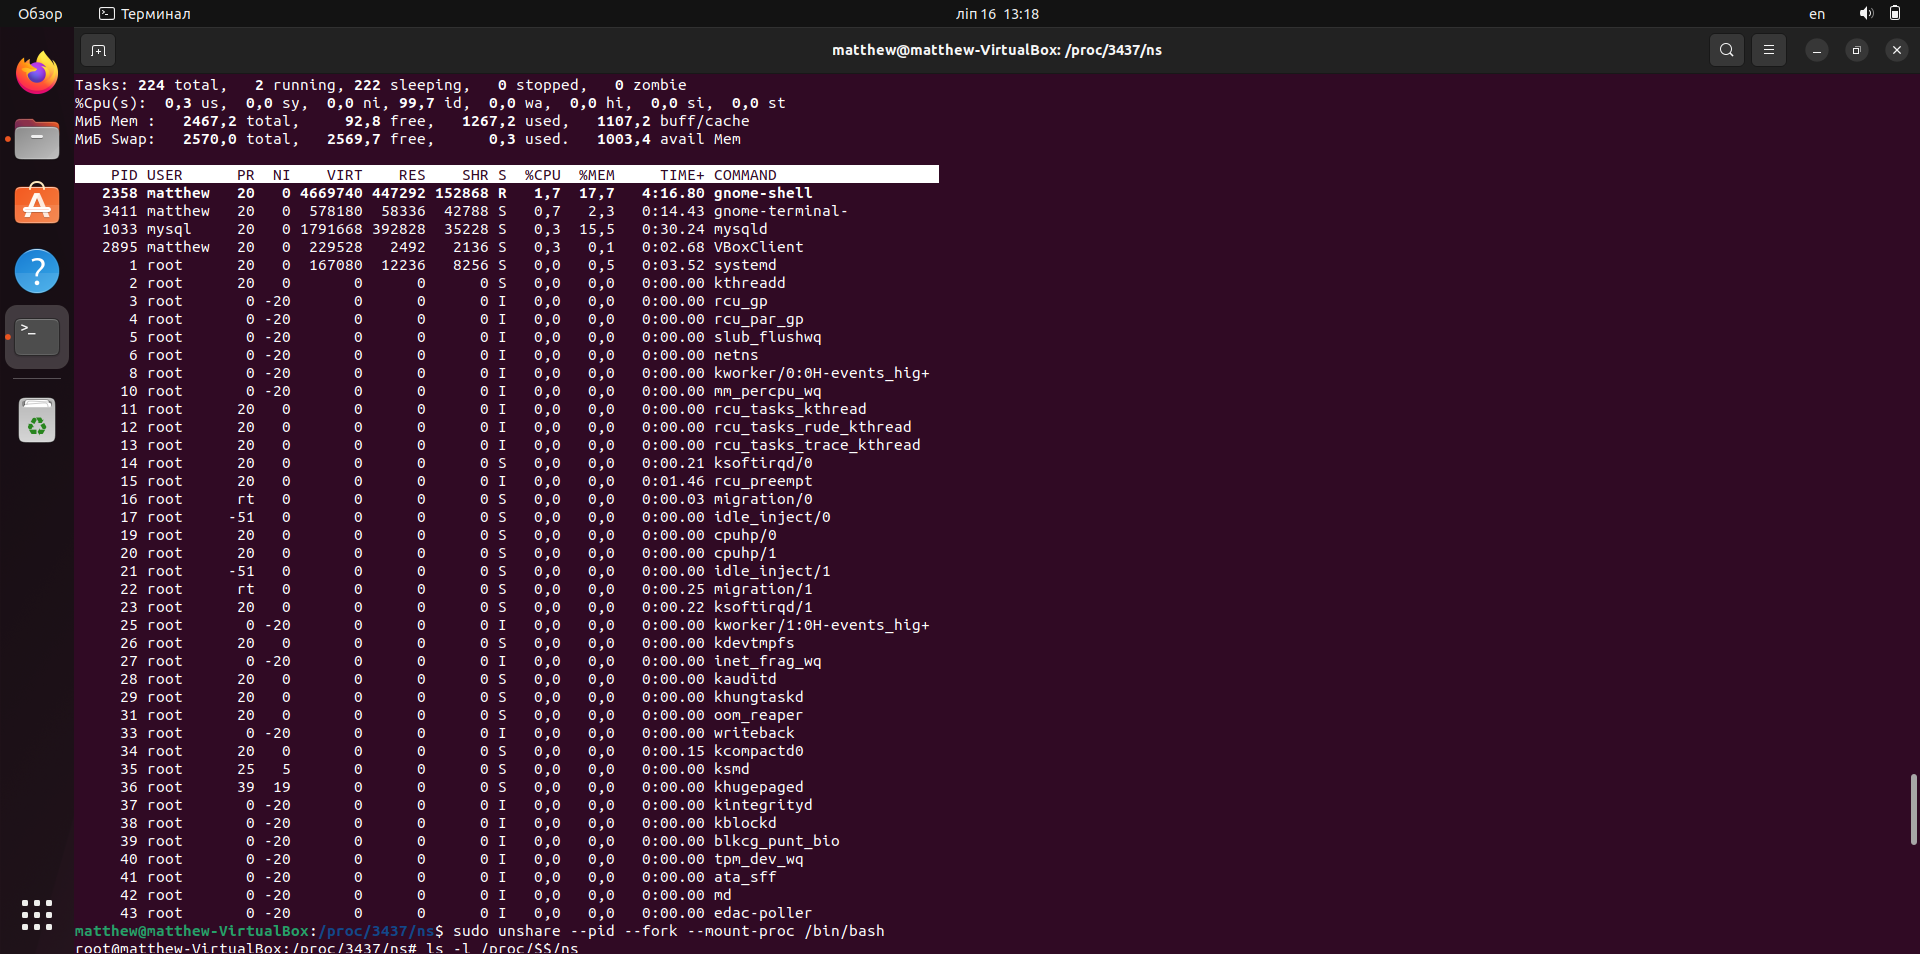 Обзор Терминал ліп 16 13:18 en
matthew@matthew-VirtualBox: /proc/3437/ns
Tasks: 224 total, 2 running, 222 sleeping, 0 stopped, 0 zombie
%Cpu(s): 0,3 us, 0,0 sy, 0,0 ni, 99,7 id, 0,0 wa, 0,0 hi, 0,0 si, 0,0 st
МиБ Mem : 2467,2 total, 92,8 free, 1267,2 used, 1107,2 buff/cache
МиБ Swap: 2570,0 total, 2569,7 free, 0,3 used. 1003,4 avail Mem
PID USER PR NI VIRT RES SHR S %CPU %MEM TIME+ COMMAND
2358 matthew 20 0 4669740 447292 152868 R 1,7 17,7 4:16.80 gnome-shell
3411 matthew 20 0 578180 58336 42788 S 0,7 2,3 0:14.43 gnome-terminal-
1033 mysql 20 0 1791668 392828 35228 S 0,3 15,5 0:30.24 mysqld
2895 matthew 20 0 229528 2492 2136 S 0,3 0,1 0:02.68 VBoxClient
1 root 20 0 167080 12236 8256 S 0,0 0,5 0:03.52 systemd
2 root 20 0 0 0 0 S 0,0 0,0 0:00.00 kthreadd
3 root 0 -20 0 0 0 I 0,0 0,0 0:00.00 rcu_gp
4 root 0 -20 0 0 0 I 0,0 0,0 0:00.00 rcu_par_gp
5 root 0 -20 0 0 0 I 0,0 0,0 0:00.00 slub_flushwq
6 root 0 -20 0 0 0 I 0,0 0,0 0:00.00 netns
8 root 0 -20 0 0 0 I 0,0 0,0 0:00.00 kworker/0:0H-events_hig+
10 root 0 -20 0 0 0 I 0,0 0,0 0:00.00 mm_percpu_wq
11 root 20 0 0 0 0 I 0,0 0,0 0:00.00 rcu_tasks_kthread
12 root 20 0 0 0 0 I 0,0 0,0 0:00.00 rcu_tasks_rude_kthread
13 root 20 0 0 0 0 I 0,0 0,0 0:00.00 rcu_tasks_trace_kthread
14 root 20 0 0 0 0 S 0,0 0,0 0:00.21 ksoftirqd/0
15 root 20 0 0 0 0 I 0,0 0,0 0:01.46 rcu_preempt
16 root rt 0 0 0 0 S 0,0 0,0 0:00.03 migration/0
17 root -51 0 0 0 0 S 0,0 0,0 0:00.00 idle_inject/0
19 root 20 0 0 0 0 S 0,0 0,0 0:00.00 cpuhp/0
20 root 20 0 0 0 0 S 0,0 0,0 0:00.00 cpuhp/1
21 root -51 0 0 0 0 S 0,0 0,0 0:00.00 idle_inject/1
22 root rt 0 0 0 0 S 0,0 0,0 0:00.25 migration/1
23 root 20 0 0 0 0 S 0,0 0,0 0:00.22 ksoftirqd/1
25 root 0 -20 0 0 0 I 0,0 0,0 0:00.00 kworker/1:0H-events_hig+
26 root 20 0 0 0 0 S 0,0 0,0 0:00.00 kdevtmpfs
27 root 0 -20 0 0 0 I 0,0 0,0 0:00.00 inet_frag_wq
28 root 20 0 0 0 0 S 0,0 0,0 0:00.00 kauditd
29 root 20 0 0 0 0 S 0,0 0,0 0:00.00 khungtaskd
31 root 20 0 0 0 0 S 0,0 0,0 0:00.00 oom_reaper
33 root 0 -20 0 0 0 I 0,0 0,0 0:00.00 writeback
34 root 20 0 0 0 0 S 0,0 0,0 0:00.15 kcompactd0
35 root 25 5 0 0 0 S 0,0 0,0 0:00.00 ksmd
36 root 39 19 0 0 0 S 0,0 0,0 0:00.00 khugepaged
37 root 0 -20 0 0 0 I 0,0 0,0 0:00.00 kintegrityd
38 root 0 -20 0 0 0 I 0,0 0,0 0:00.00 kblockd
39 root 0 -20 0 0 0 I 0,0 0,0 0:00.00 blkcg_punt_bio
40 root 0 -20 0 0 0 I 0,0 0,0 0:00.00 tpm_dev_wq
41 root 0 -20 0 0 0 I 0,0 0,0 0:00.00 ata_sff
42 root 0 -20 0 0 0 I 0,0 0,0 0:00.00 md
43 root 0 -20 0 0 0 I 0,0 0,0 0:00.00 edac-poller
matthew@matthew-VirtualBox:/proc/3437/ns$ sudo unshare --pid --fork --mount-proc /bin/bash
root@matthew-VirtualBox:/proc/3437/ns# ls -l /proc/$$/ns